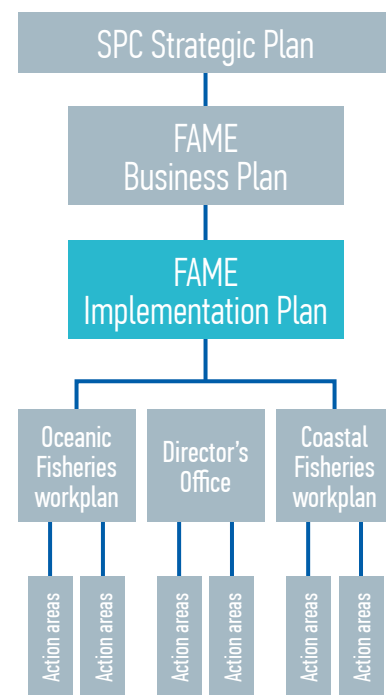 SPC Strategic Plan
FAME
Business Plan
FAME
Implementation Plan
Oceanic
Fisheries
workplan
Director’s
Office
Coastal
Fisheries
workplan
Action areas
Action areas
Action areas
Action areas
Action areas
Action areas